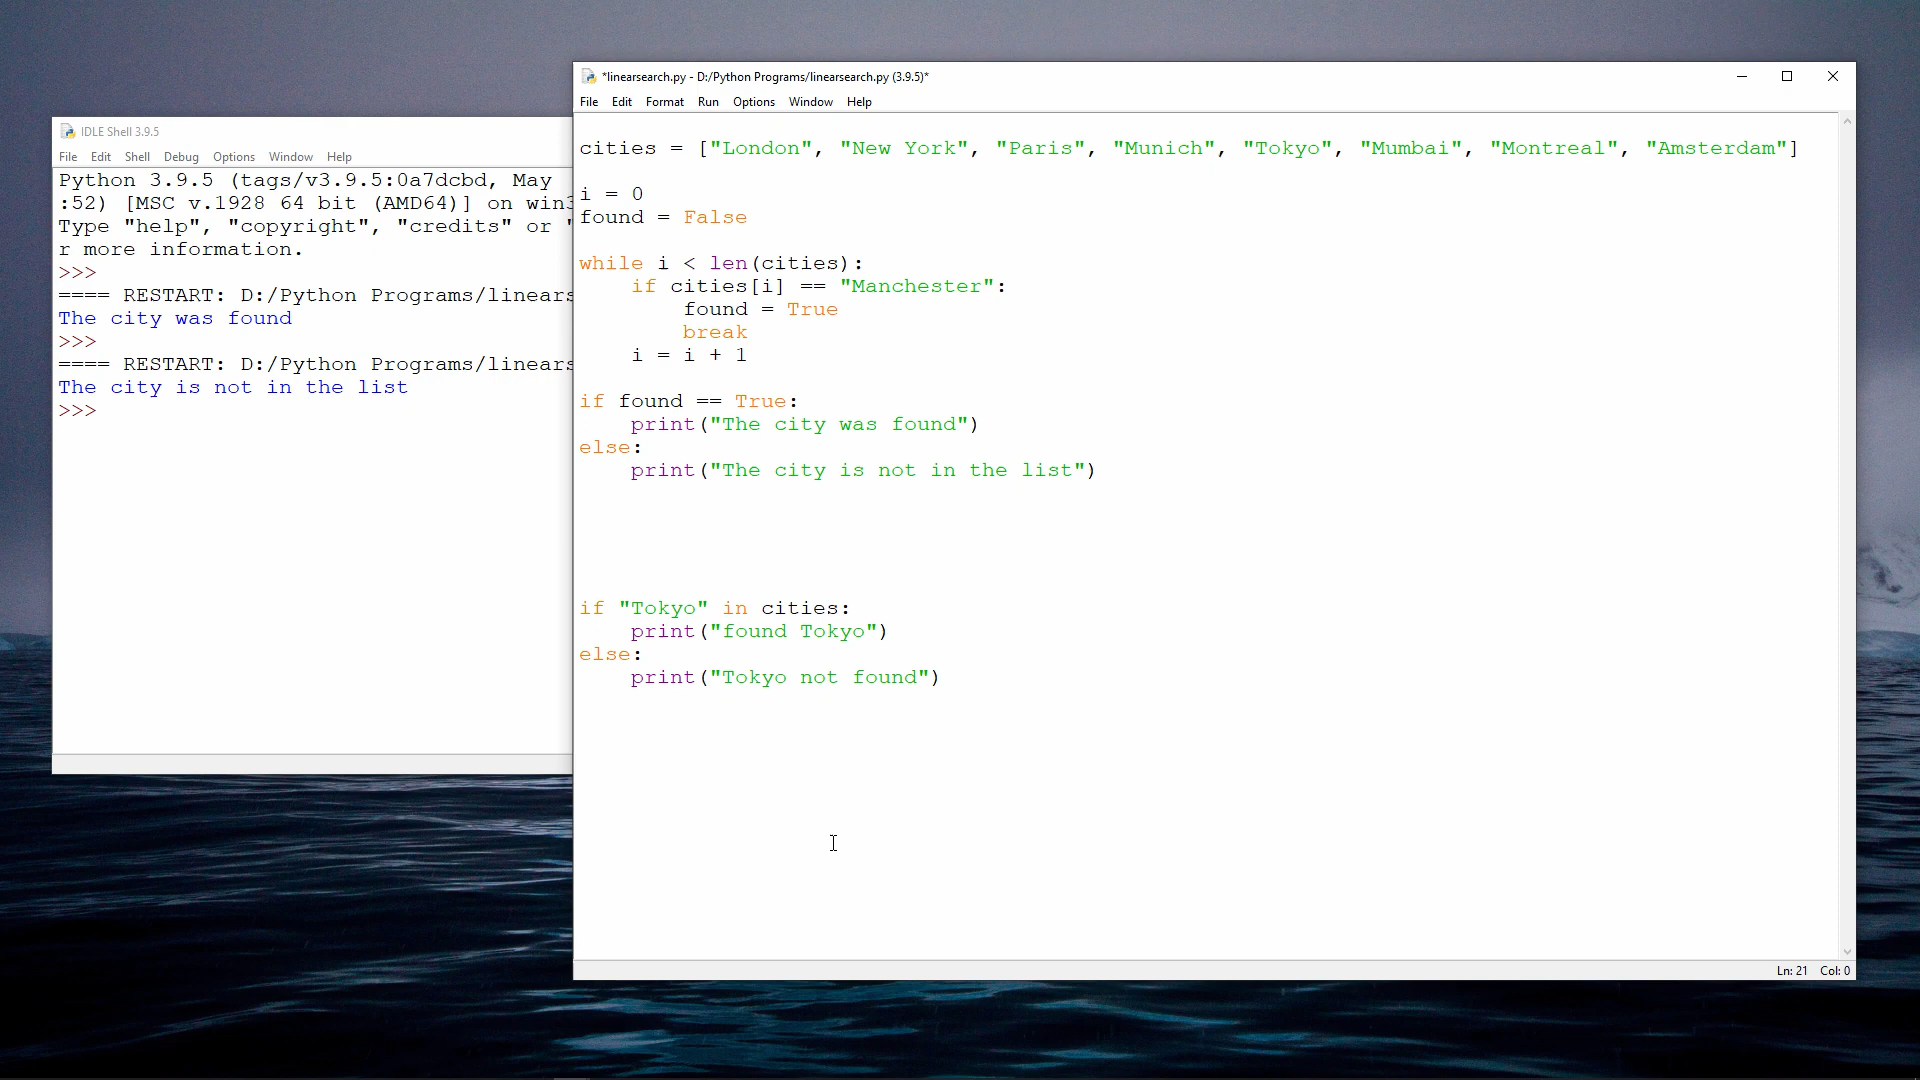 IDLE Shell 3.9.5
File Edit Shell Debug Options Window Help
Python 3.9.5 (tags/v3.9.5:0a7dcbd, May
:52) [MSC v.1928 64 bit (AMD64)] on win3
Type "help", "copyright", "credits" or "
r more information.
>>>
==== RESTART: D:/Python Programs/linears
The city was found
>>>
==== RESTART: D:/Python Programs/linears
The city is not in the list
>>>
*linearsearch.py - D:/Python Programs/linearsearch.py (3.9.5)*
File Edit Format Run Options Window Help
cities = ["London", "New York", "Paris", "Munich", "Tokyo", "Mumbai", "Montreal", "Amsterdam"]
i = 0
found = False
while i < len(cities):
    if cities[i] == "Manchester":
        found = True
        break
    i = i + 1
if found == True:
    print("The city was found")
else:
    print("The city is not in the list")
if "Tokyo" in cities:
    print("found Tokyo")
else:
    print("Tokyo not found")
Ln: 21 Col: 0